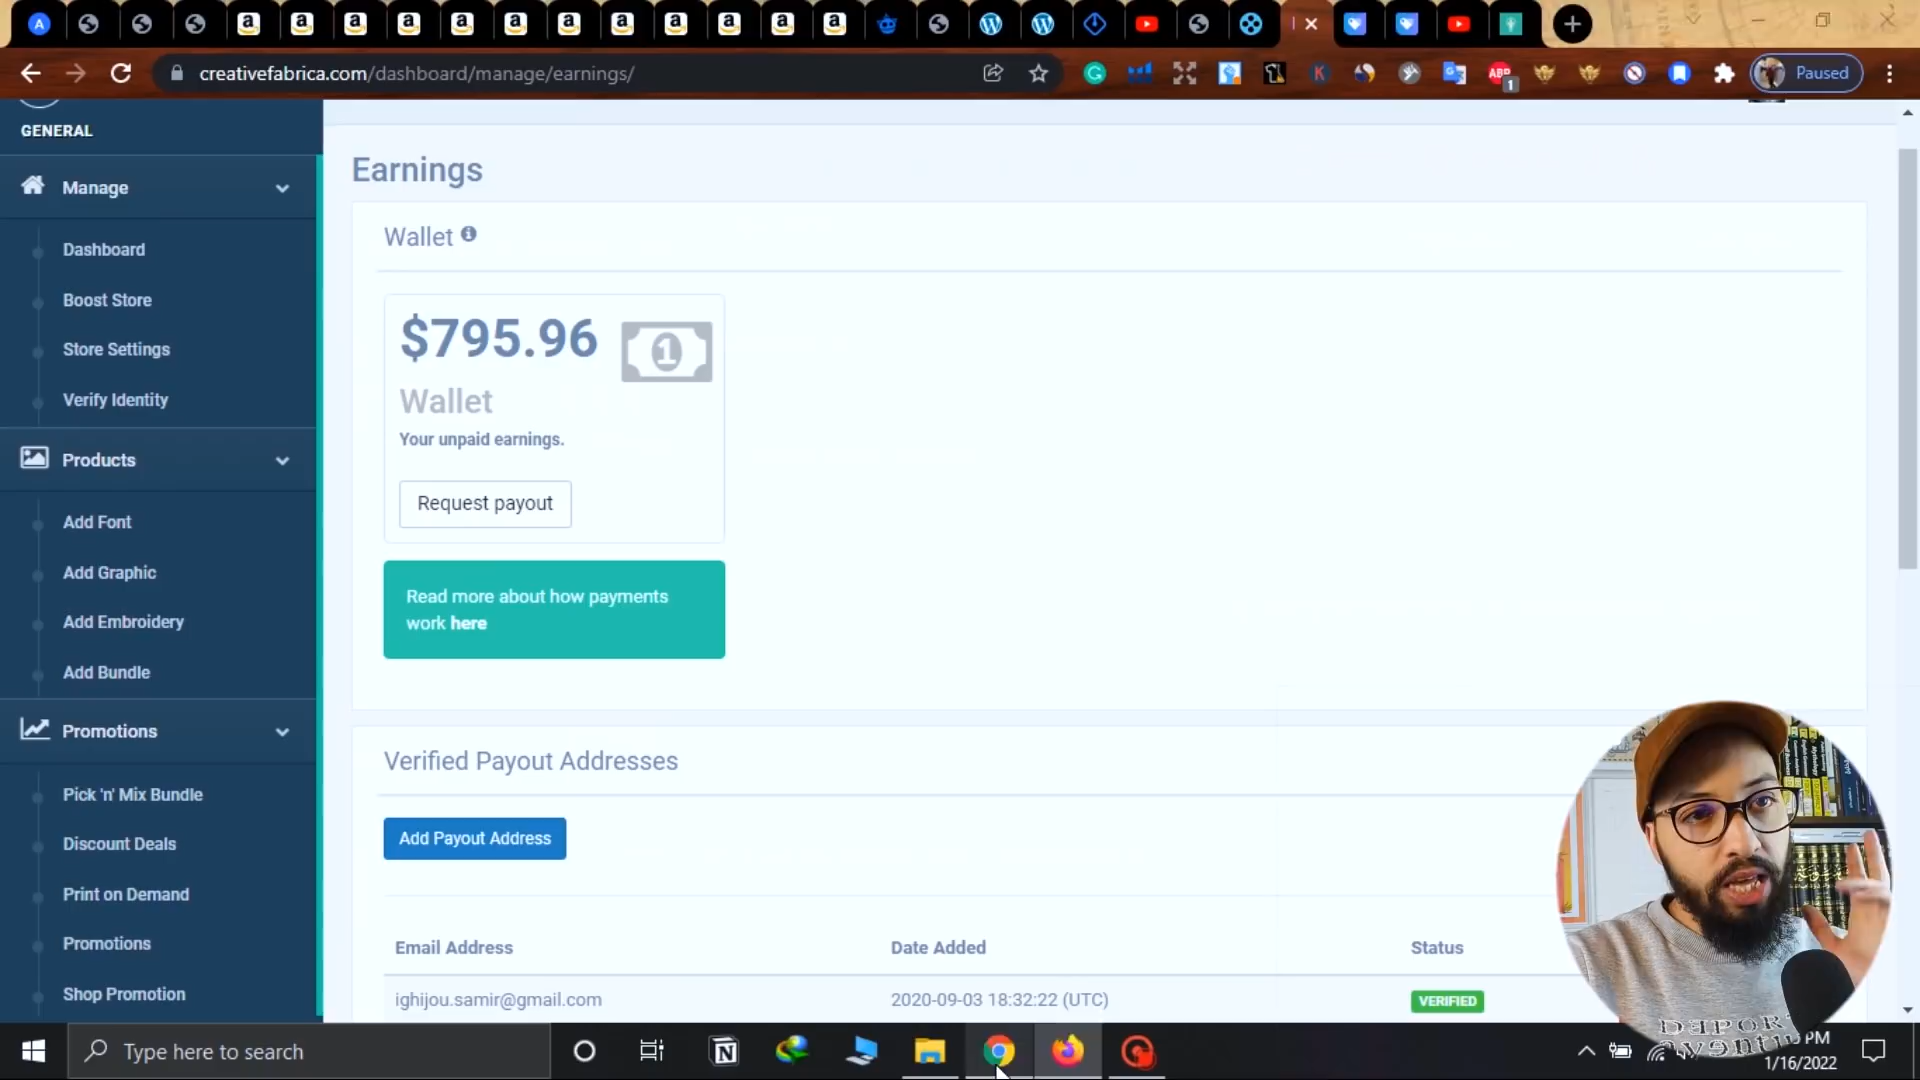 creativefabrica.com/dashboard/manage/earnings/
ABP
1
Paused
GENERAL
Manage
Dashboard
Boost Store
Store Settings
Verify Identity
Products
Add Font
Add Graphic
Add Embroidery
Add Bundle
Promotions
Pick 'n' Mix Bundle
Discount Deals
Print on Demand
Promotions
Shop Promotion
Earnings
Wallet
$795.96
1
Wallet
Your unpaid earnings.
Request payout
Read more about how payments
work here
Verified Payout Addresses
Add Payout Address
Email Address Date Added Status
ighijou.samir@gmail.com 2020-09-03 18:32:22 (UTC) VERIFIED
Type here to search
PM
1/16/2022